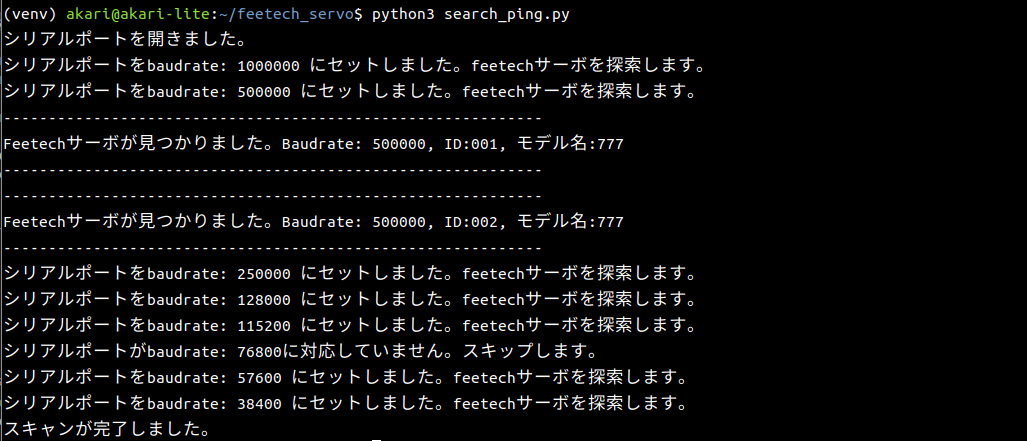 (venv) akari@akari-lite:~/feetech_servo$ python3 search_ping.py
シリアルポートを開きました。
シリアルポートをbaudrate: 1000000 にセットしました。feetechサーボを探索します。
シリアルポートをbaudrate: 500000 にセットしました。feetechサーボを探索します。
------------------------------------------------------------
Feetechサーボが見つかりました。Baudrate: 500000, ID:001, モデル名:777
------------------------------------------------------------
------------------------------------------------------------
Feetechサーボが見つかりました。Baudrate: 500000, ID:002, モデル名:777
------------------------------------------------------------
シリアルポートをbaudrate: 250000 にセットしました。feetechサーボを探索します。
シリアルポートをbaudrate: 128000 にセットしました。feetechサーボを探索します。
シリアルポートをbaudrate: 115200 にセットしました。feetechサーボを探索します。
シリアルポートがbaudrate: 76800に対応していません。スキップします。
シリアルポートをbaudrate: 57600 にセットしました。feetechサーボを探索します。
シリアルポートをbaudrate: 38400 にセットしました。feetechサーボを探索します。
スキャンが完了しました。